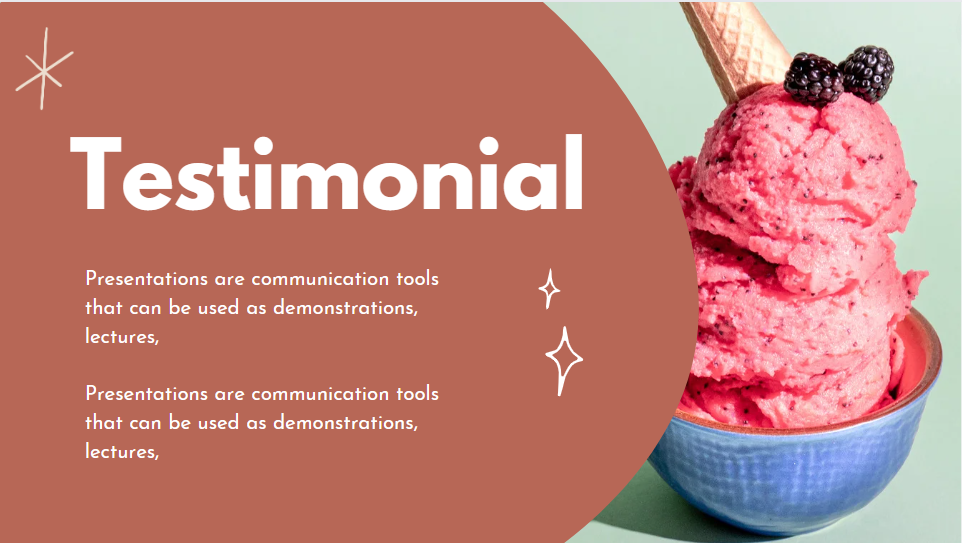 Testimonial
Presentations are communication tools
that can be used as demonstrations,
lectures,
Presentations are communication tools
that can be used as demonstrations,
lectures,